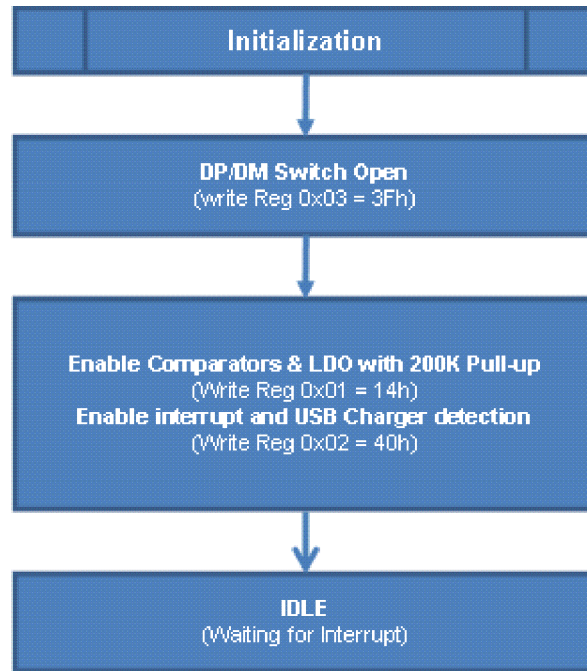 Initialization
DP/DM Switch Open
(write Reg 0x03 = 3Fh)
Enable Comparators & LDO with 200K Pull-up
(Write Reg 0x01 = 14h)
Enable interrupt and USB Charger detection
(Write Reg 0x02 = 40h)
IDLE
(Waiting for Interrupt)